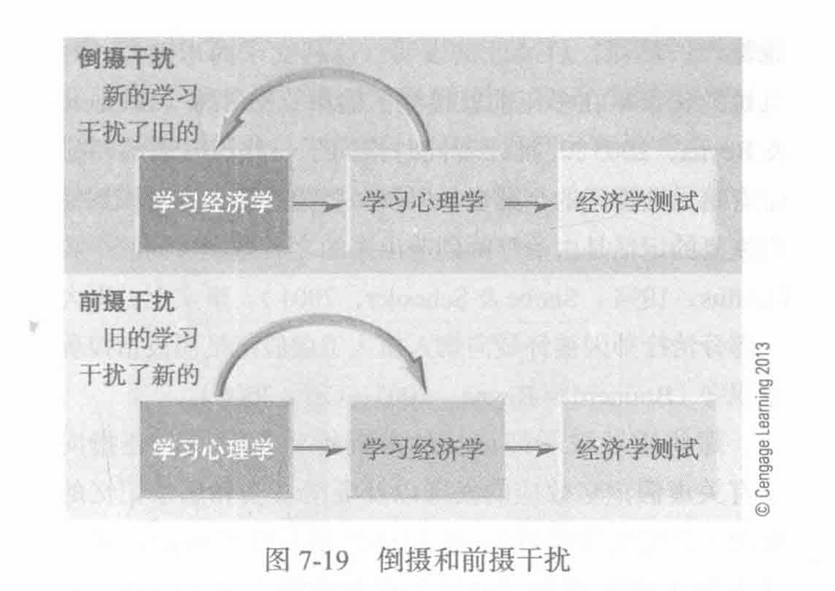 倒摄干扰
新的学习
干扰了旧的
学习经济学 学习心理学 经济学测试
前摄干扰
旧的学习
干扰了新的
学习心理学 学习经济学 经济学测试
© Cengage Learning 2013
图 7-19 倒摄和前摄干扰